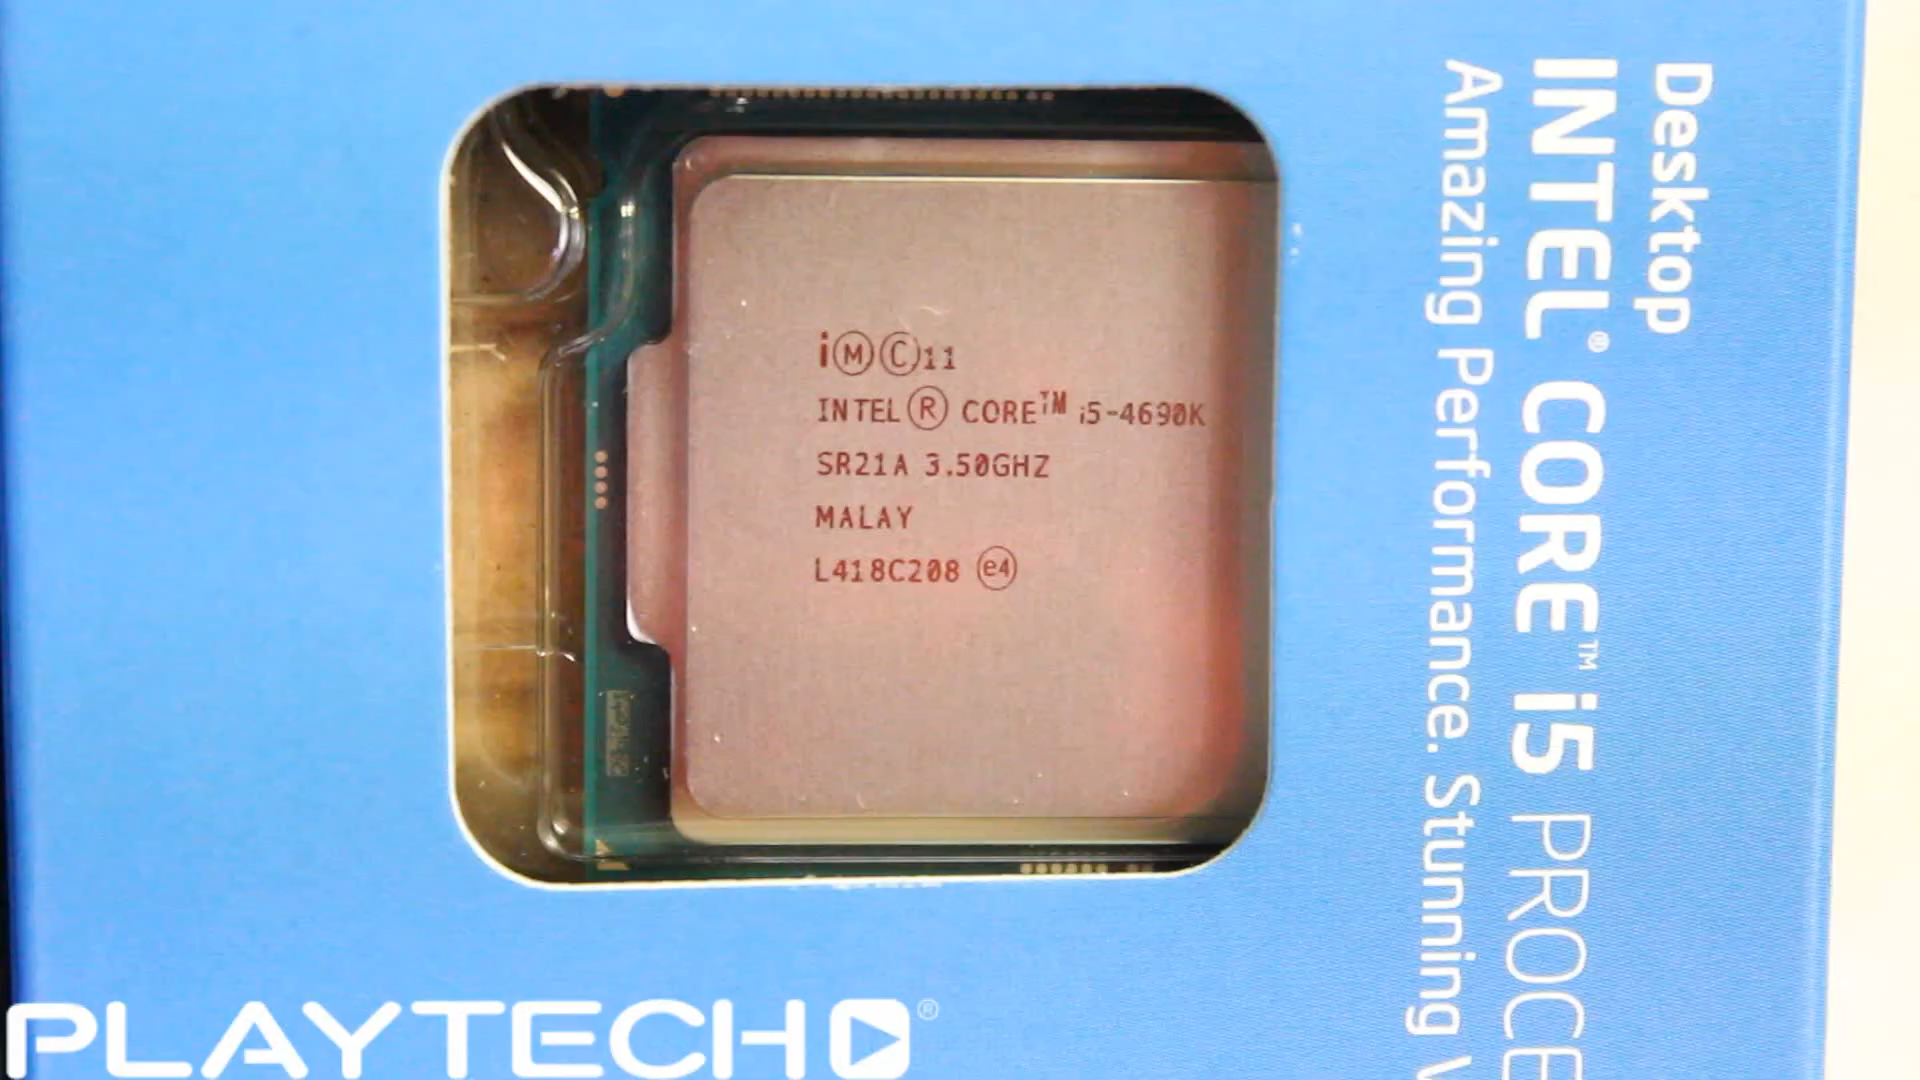 iⓂⒸ11
INTEL® CORE™ i5-4690K
SR21A 3.50GHZ
MALAY
L418C208 e4
Desktop
INTEL® CORE™ i5 PROCE
Amazing Performance. Stunning V
PLAYTECH®